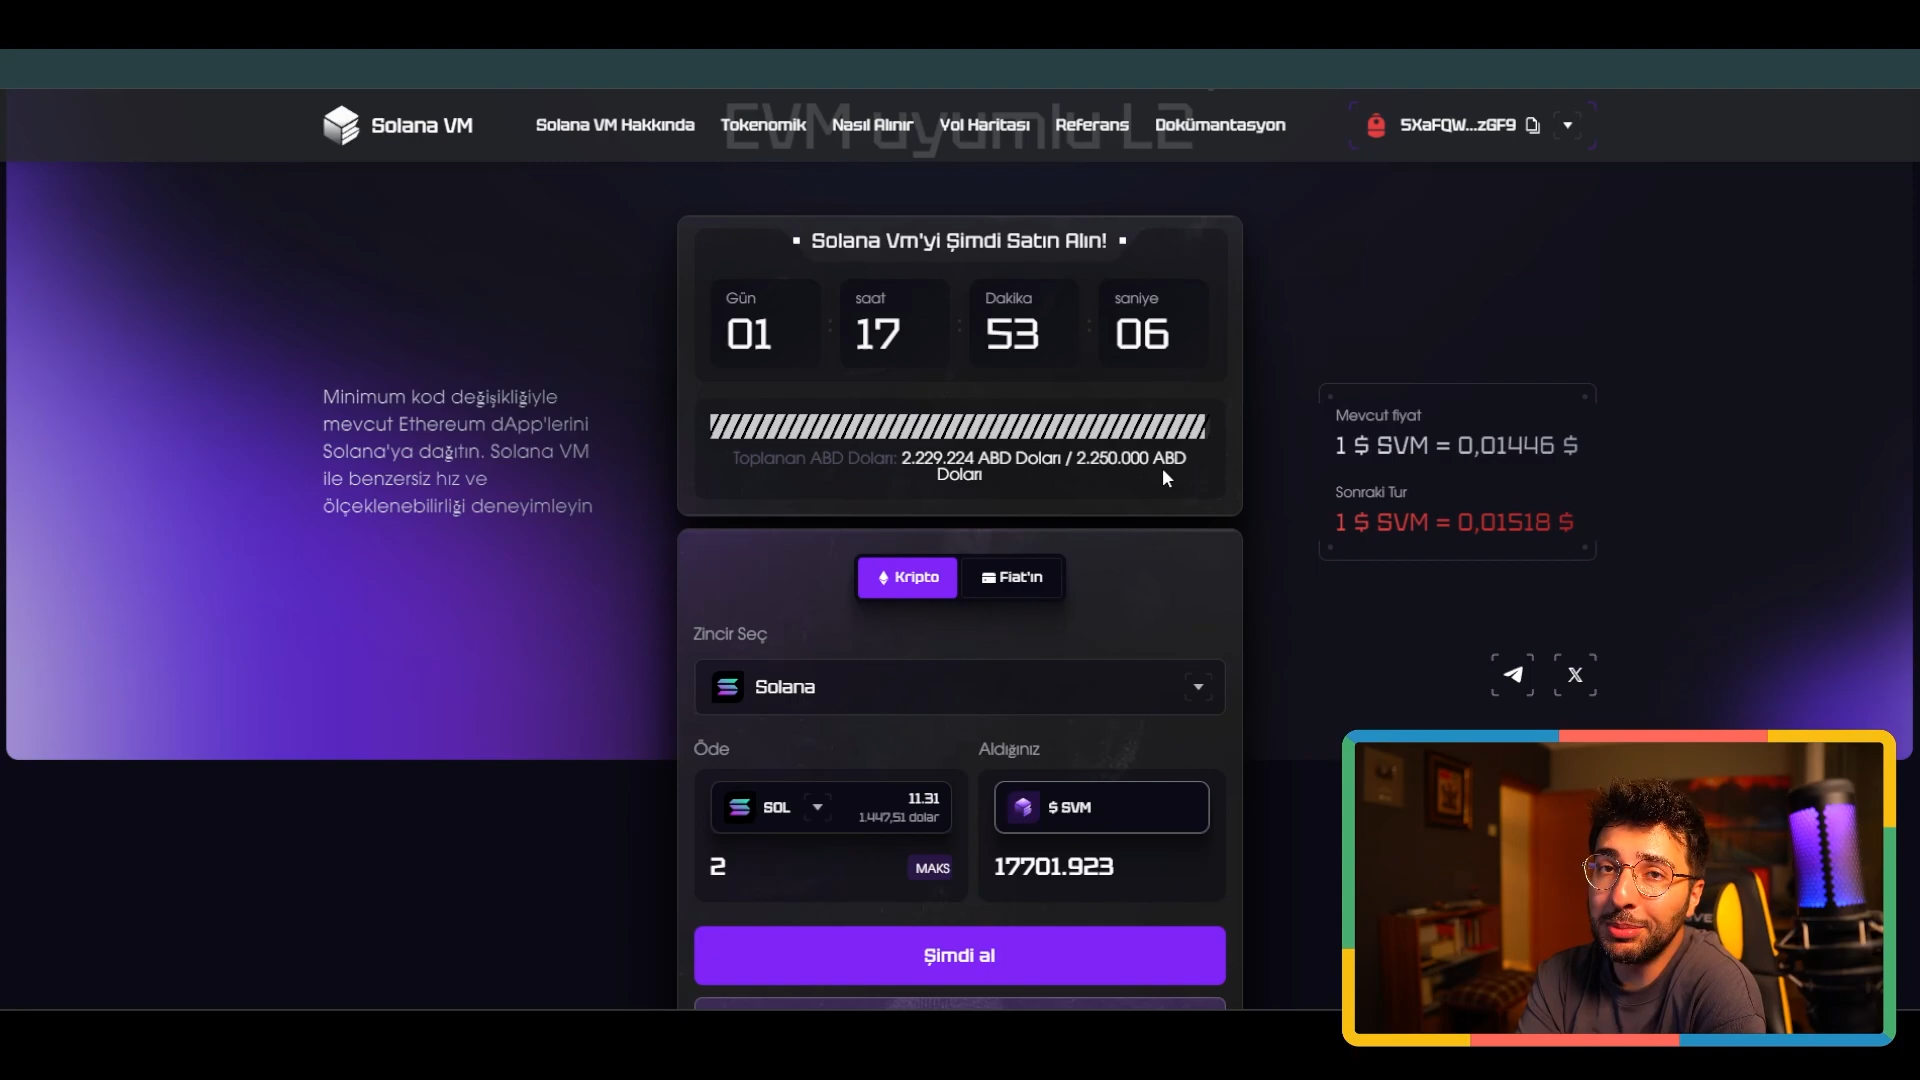 EVM uyumlu L2
Solana VM
Solana VM Hakkında
Tokenomik
Nasıl Alınır
Yol Haritası
Referans
Dokümantasyon
5XaFQW...zGF9
Solana Vm'yi Şimdi Satın Alın!
Gün
saat
Dakika
saniye
01 : 17 : 53 : 06
Toplanan ABD Doları: 2.229.224 ABD Doları / 2.250.000 ABD
Doları
Minimum kod değişikliğiyle
mevcut Ethereum dApp'lerini
Solana'ya dağıtın. Solana VM
ile benzersiz hız ve
ölçeklenebilirliği deneyimleyin
Mevcut fiyat
1 $ SVM = 0,01446 $
Sonraki Tur
1 $ SVM = 0,01518 $
Kripto
Fiat'ın
Zincir Seç
Solana
Öde
Aldığınız
SOL
11.31
1.447,51 dolar
$ SVM
2
MAKS
17701.923
Şimdi al